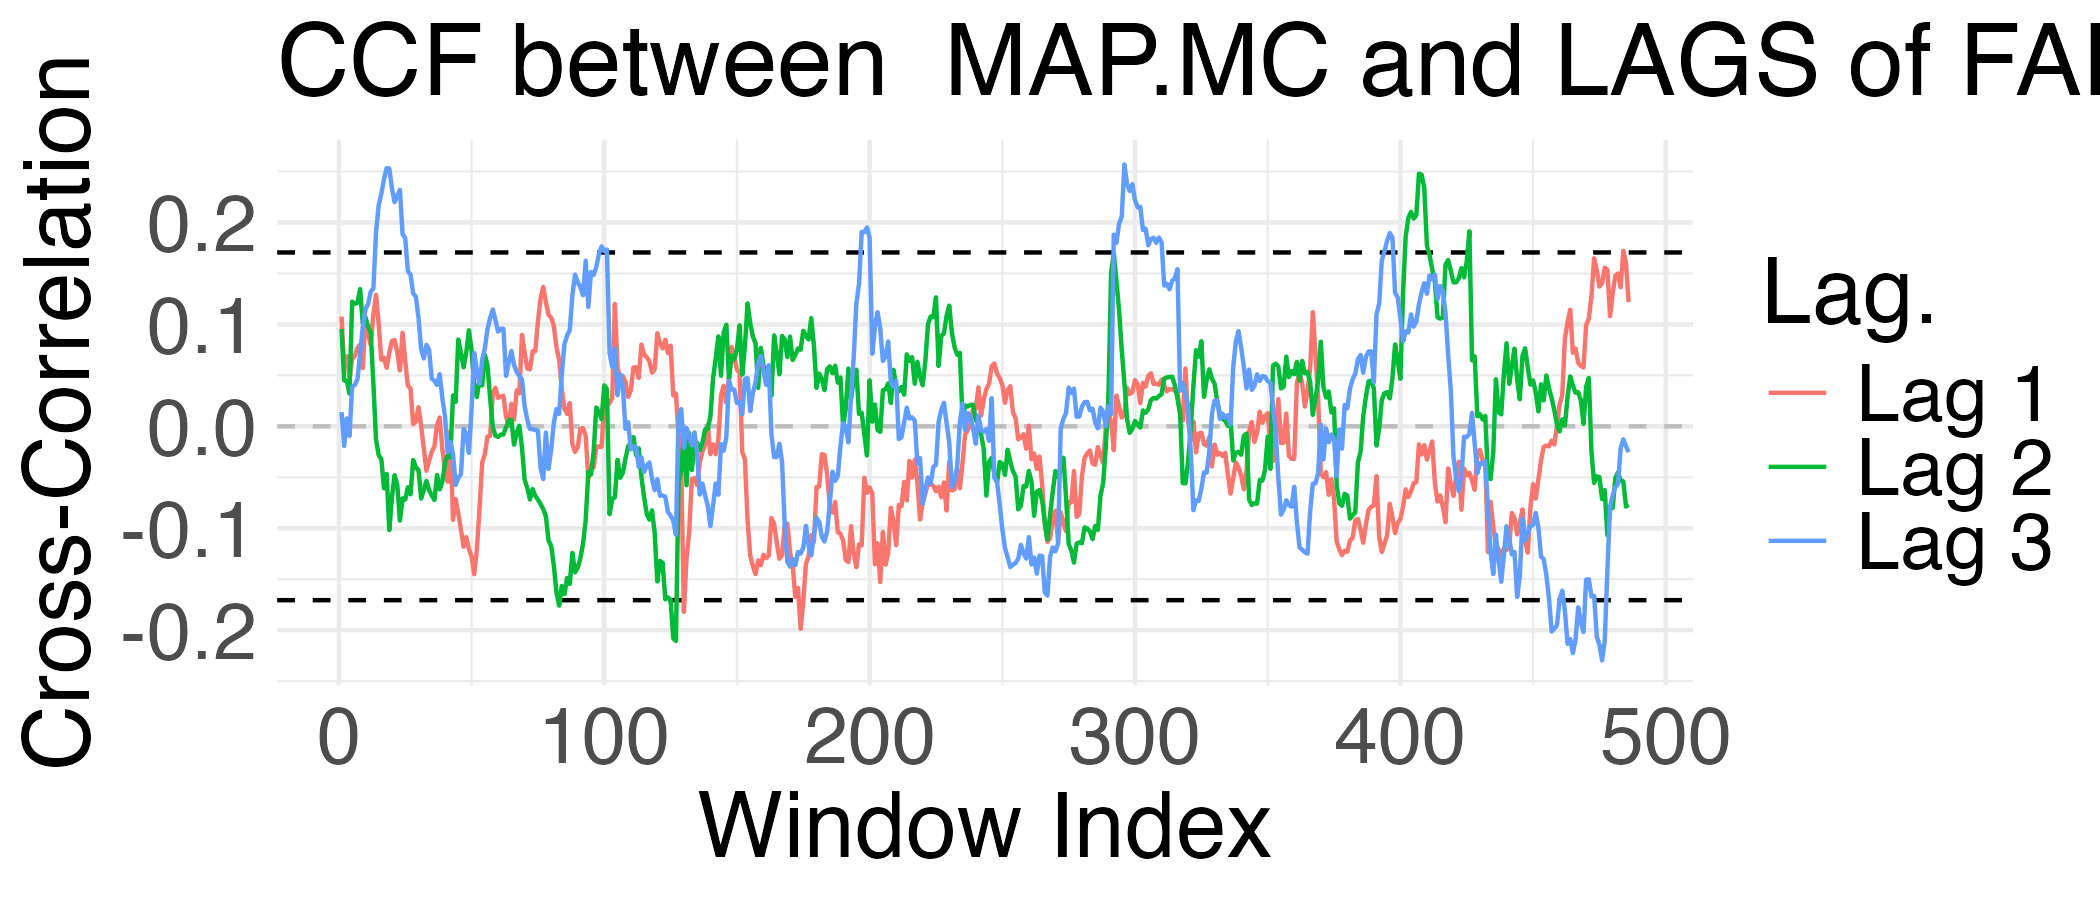 CCF between  MAP.MC and LAGS of
Cross-Correlation
0.2
0.1
0.0
-0.1
-0.2
0
100
200
300
400
500
Window Index
Lag.
Lag 1
Lag 2
Lag 3